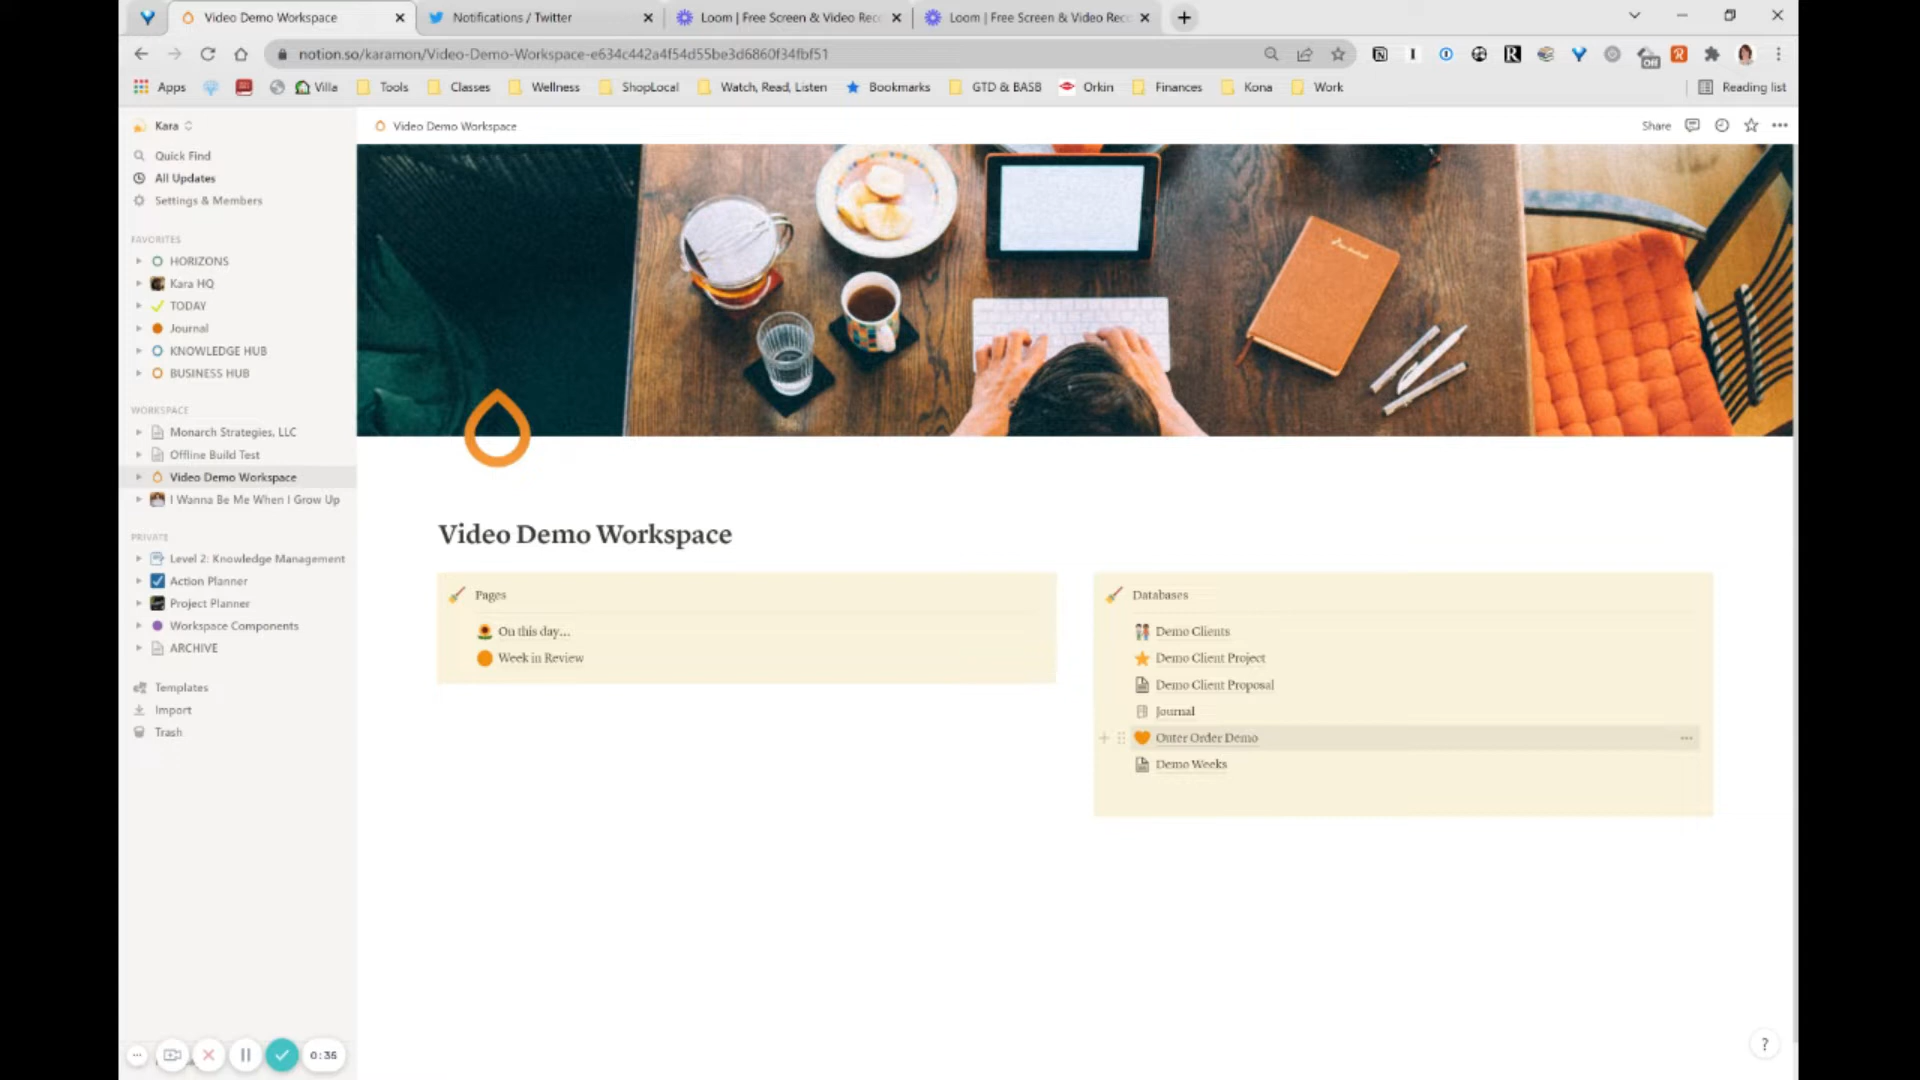 Video Demo Workspace
Notifications / Twitter
Loom | Free Screen & Video Rec
Loom | Free Screen & Video Rec
notion.so/karamon/Video-Demo-Workspace-e634c442a4f54d55be3d6860f34fbf51
Off
Apps
Villa
Tools
Classes
Wellness
ShopLocal
Watch, Read, Listen
Bookmarks
GTD & BASB
Orkin
Finances
Kona
Work
Reading list
Kara
Video Demo Workspace
Share
Quick Find
All Updates
Settings & Members
FAVORITES
HORIZONS
Kara HQ
TODAY
Journal
KNOWLEDGE HUB
BUSINESS HUB
WORKSPACE
Monarch Strategies, LLC
Offline Build Test
Video Demo Workspace
I Wanna Be Me When I Grow Up
PRIVATE
Level 2: Knowledge Management
Action Planner
Project Planner
Workspace Components
ARCHIVE
Templates
Import
Trash
Video Demo Workspace
Pages
On this day...
Week in Review
Databases
Demo Clients
Demo Client Project
Demo Client Proposal
Journal
Outer Order Demo
Demo Weeks
0:35
?